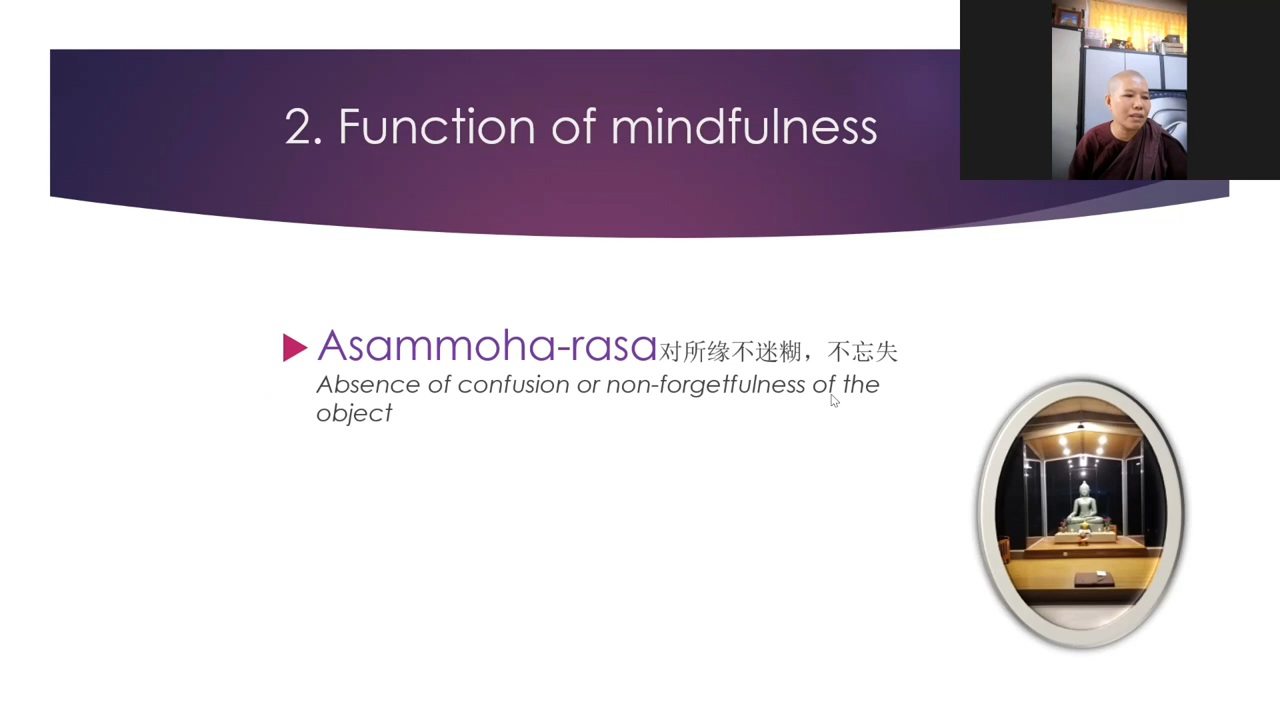 2. Function of mindfulness
Asammoha-rasa对所缘不迷糊，不忘失
Absence of confusion or non-forgetfulness of the
object